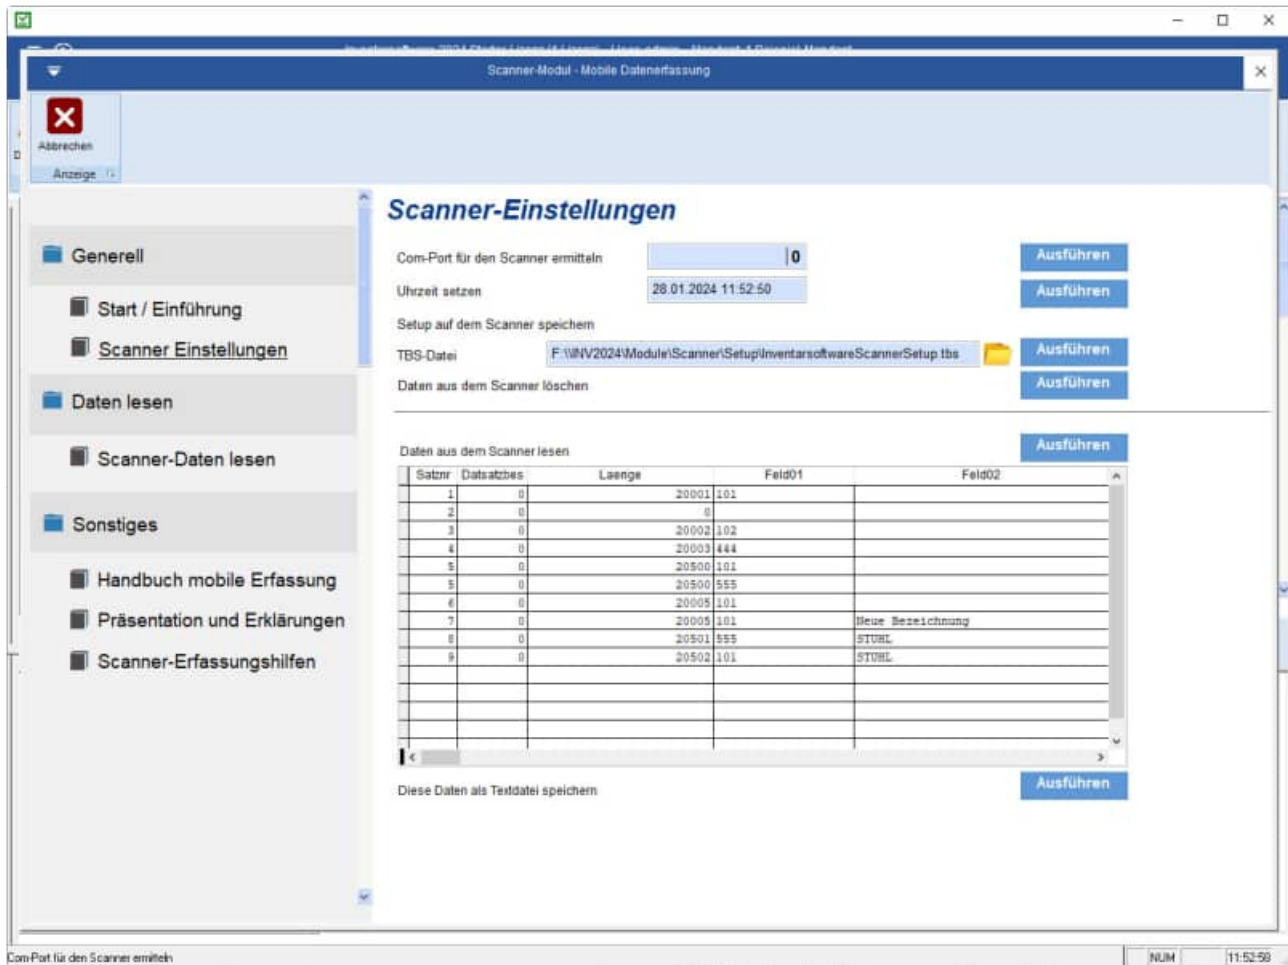 Scanner-Modul - Mobile Datenerfassung
Abbrechen
Anzeige
Generell
Start / Einführung
Scanner Einstellungen
Daten lesen
Scanner-Daten lesen
Sonstiges
Handbuch mobile Erfassung
Präsentation und Erklärungen
Scanner-Erfassungshilfen
Scanner-Einstellungen
Com-Port für den Scanner ermitteln 0 Ausführen
Uhrzeit setzen 28.01.2024 11:52:50 Ausführen
Setup auf dem Scanner speichern
TBS-Datei F:\INV2024\Module\Scanner\Setup\InventarsoftwareScannerSetup.tbs Ausführen
Daten aus dem Scanner löschen Ausführen
Daten aus dem Scanner lesen Ausführen
Satznr Datsatzbes Laenge Feld01 Feld02
1 0 20001 101
2 0 0
3 0 20002 102
4 0 20003 444
5 0 20500 101
5 0 20500 555
6 0 20005 101
7 0 20005 101 Neue Bezeichnung
8 0 20501 555 STUHL
9 0 20502 101 STUHL
Diese Daten als Textdatei speichern Ausführen
Com-Port für den Scanner ermitteln NUM 11:52:58